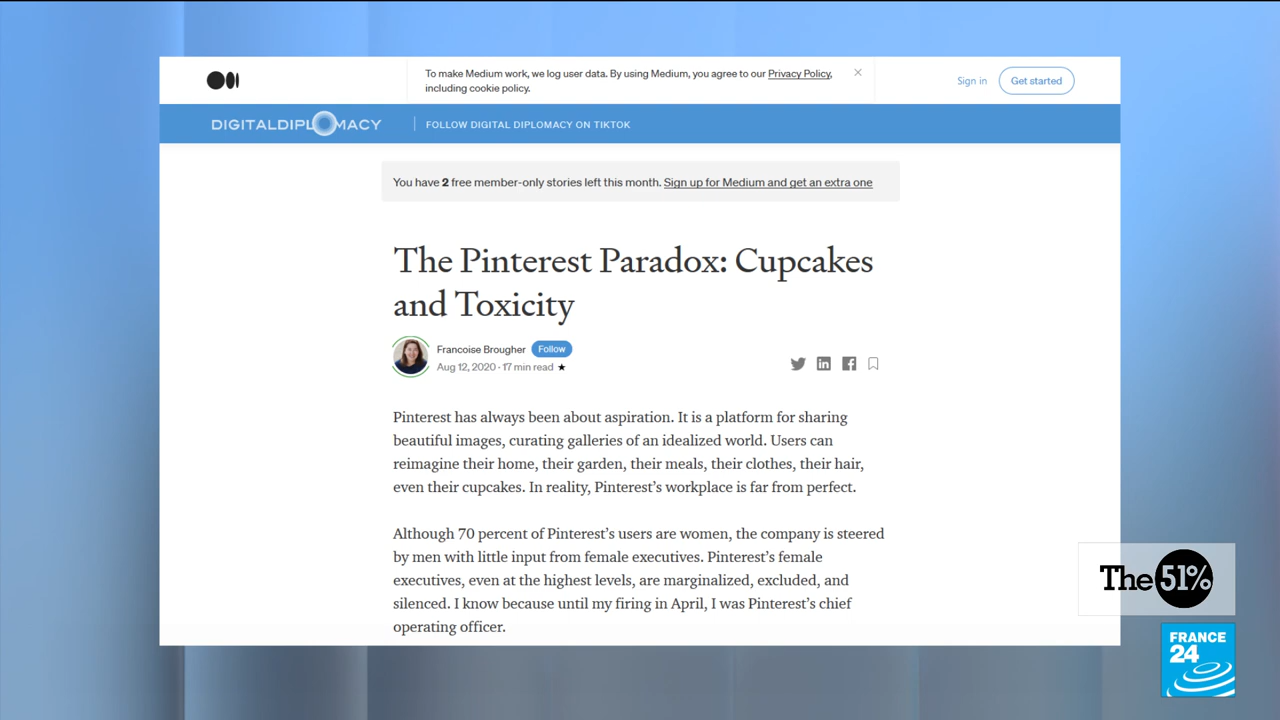 To make Medium work, we log user data. By using Medium, you agree to our Privacy Policy,
including cookie policy.
Sign in
Get started
DIGITALDIPLOMACY
FOLLOW DIGITAL DIPLOMACY ON TIKTOK
You have 2 free member-only stories left this month. Sign up for Medium and get an extra one
The Pinterest Paradox: Cupcakes
and Toxicity
Francoise Brougher
Follow
Aug 12, 2020 · 17 min read
Pinterest has always been about aspiration. It is a platform for sharing
beautiful images, curating galleries of an idealized world. Users can
reimagine their home, their garden, their meals, their clothes, their hair,
even their cupcakes. In reality, Pinterest’s workplace is far from perfect.
Although 70 percent of Pinterest’s users are women, the company is steered
by men with little input from female executives. Pinterest’s female
executives, even at the highest levels, are marginalized, excluded, and
silenced. I know because until my firing in April, I was Pinterest’s chief
operating officer.
The 51%
FRANCE
24